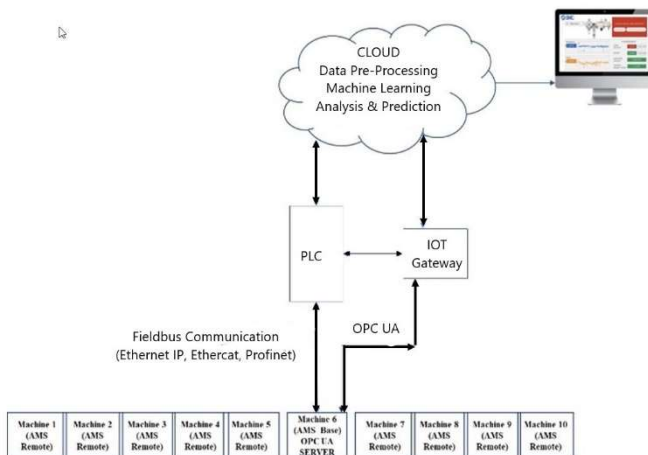 CLOUD
Data Pre-Processing
Machine Learning
Analysis & Prediction
PLC
IOT
Gateway
Fieldbus Communication
(Ethernet IP, Ethercat, Profinet)
OPC UA
Machine 1
(AMS
Remote)
Machine 2
(AMS
Remote)
Machine 3
(AMS
Remote)
Machine 4
(AMS
Remote)
Machine 5
(AMS
Remote)
Machine 6
(AMS Base)
OPC UA
SERVER
Machine 7
(AMS
Remote)
Machine 8
(AMS
Remote)
Machine 9
(AMS
Remote)
Machine 10
(AMS
Remote)